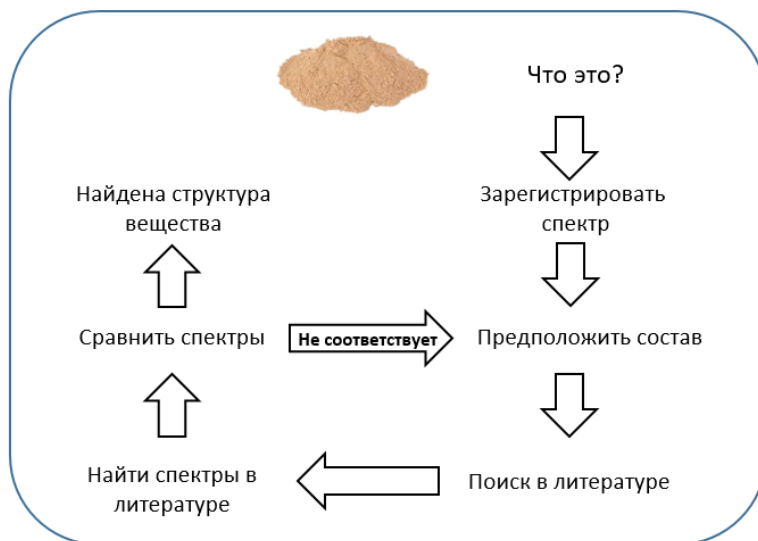 Что это?
Зарегистрировать
спектр
Предположить состав
Поиск в литературе
Найти спектры в
литературе
Сравнить спектры
Не соответствует
Найдена структура
вещества